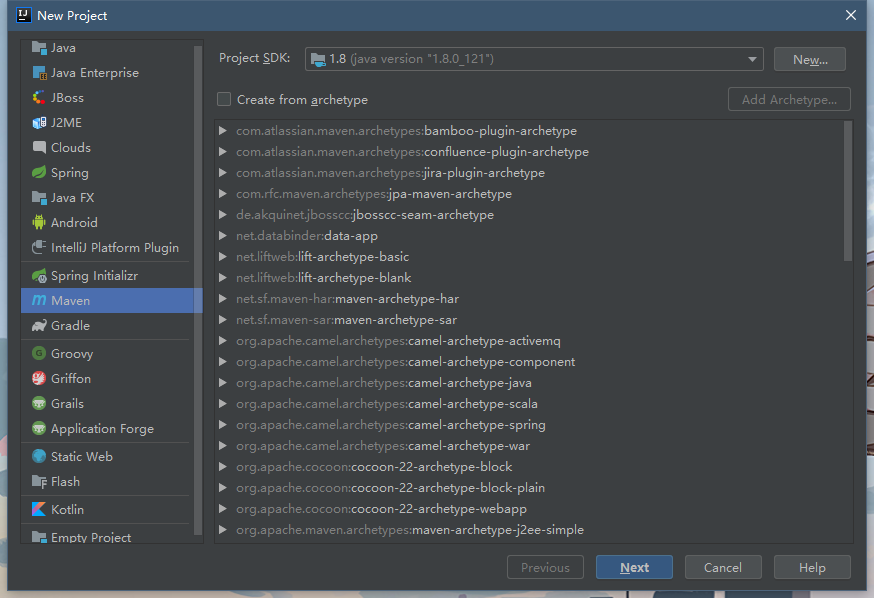 New Project
Java
Java Enterprise
JBoss
J2ME
Clouds
Spring
Java FX
Android
IntelliJ Platform Plugin
Spring Initializr
Maven
Gradle
Groovy
Griffon
Grails
Application Forge
Static Web
Flash
Kotlin
Empty Project
Project SDK: 1.8 (java version "1.8.0_121") New...
Create from archetype Add Archetype...
com.atlassian.maven.archetypes:bamboo-plugin-archetype
com.atlassian.maven.archetypes:confluence-plugin-archetype
com.atlassian.maven.archetypes:jira-plugin-archetype
com.rfc.maven.archetypes:jpa-maven-archetype
de.akquinet.jbosscc:jbosscc-seam-archetype
net.databinder:data-app
net.liftweb:lift-archetype-basic
net.liftweb:lift-archetype-blank
net.sf.maven-har:maven-archetype-har
net.sf.maven-sar:maven-archetype-sar
org.apache.camel.archetypes:camel-archetype-activemq
org.apache.camel.archetypes:camel-archetype-component
org.apache.camel.archetypes:camel-archetype-java
org.apache.camel.archetypes:camel-archetype-scala
org.apache.camel.archetypes:camel-archetype-spring
org.apache.camel.archetypes:camel-archetype-war
org.apache.cocoon:cocoon-22-archetype-block
org.apache.cocoon:cocoon-22-archetype-block-plain
org.apache.cocoon:cocoon-22-archetype-webapp
org.apache.maven.archetypes:maven-archetype-j2ee-simple
Previous Next Cancel Help